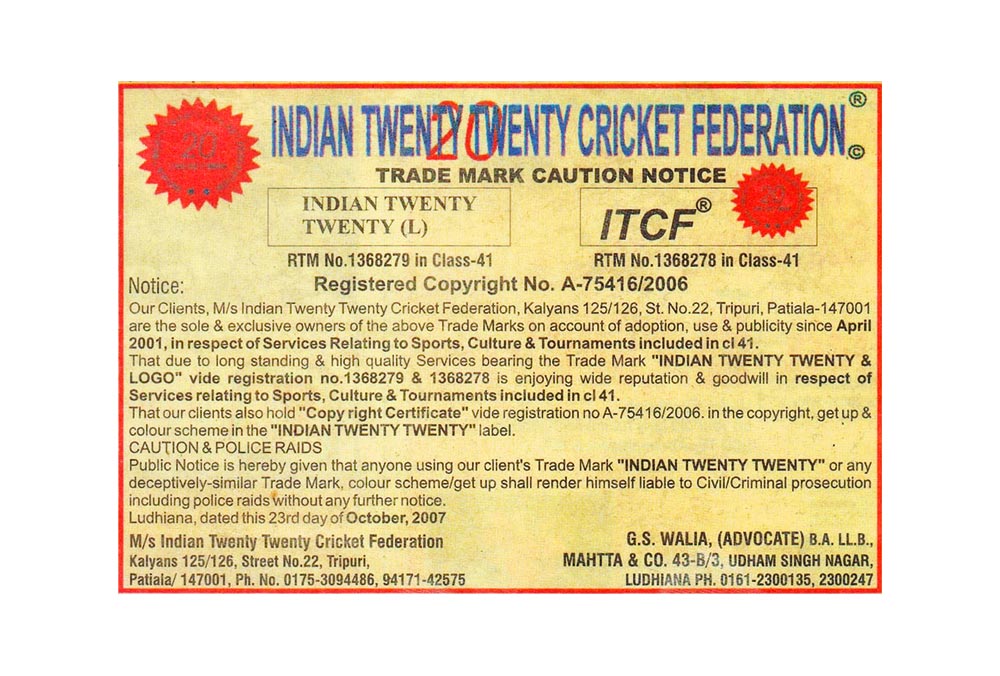 INDIAN TWENTY TWENTY CRICKET FEDERATION ® ©
20
20
TRADE MARK CAUTION NOTICE
INDIAN TWENTY
TWENTY (L)
ITCF®
RTM No.1368279 in Class-41
RTM No.1368278 in Class-41
Notice:
Registered Copyright No. A-75416/2006
Our Clients, M/s Indian Twenty Twenty Cricket Federation, Kalyans 125/126, St. No.22, Tripuri, Patiala-147001
are the sole & exclusive owners of the above Trade Marks on account of adoption, use & publicity since April
2001, in respect of Services Relating to Sports, Culture & Tournaments included in cl 41.
That due to long standing & high quality Services bearing the Trade Mark "INDIAN TWENTY TWENTY &
LOGO" vide registration no.1368279 & 1368278 is enjoying wide reputation & goodwill in respect of
Services relating to Sports, Culture & Tournaments included in cl 41.
That our clients also hold "Copy right Certificate" vide registration no A-75416/2006. in the copyright, get up &
colour scheme in the "INDIAN TWENTY TWENTY" label.
CAUTION & POLICE RAIDS
Public Notice is hereby given that anyone using our client's Trade Mark "INDIAN TWENTY TWENTY" or any
deceptively-similar Trade Mark, colour scheme/get up shall render himself liable to Civil/Criminal prosecution
including police raids without any further notice.
Ludhiana, dated this 23rd day of October, 2007
M/s Indian Twenty Twenty Cricket Federation
Kalyans 125/126, Street No.22, Tripuri,
Patiala/ 147001, Ph. No. 0175-3094486, 94171-42575
G.S. WALIA, (ADVOCATE) B.A. LL.B.,
MAHTTA & CO. 43-B/3, UDHAM SINGH NAGAR,
LUDHIANA PH. 0161-2300135, 2300247